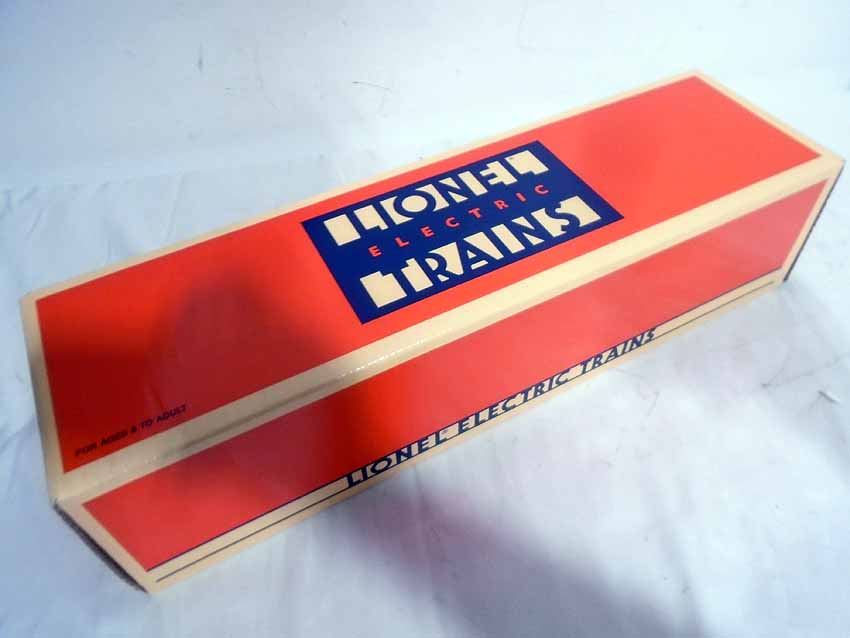 LIONEL
ELECTRIC
TRAINS
FOR AGES 8 TO ADULT
LIONEL ELECTRIC TRAINS